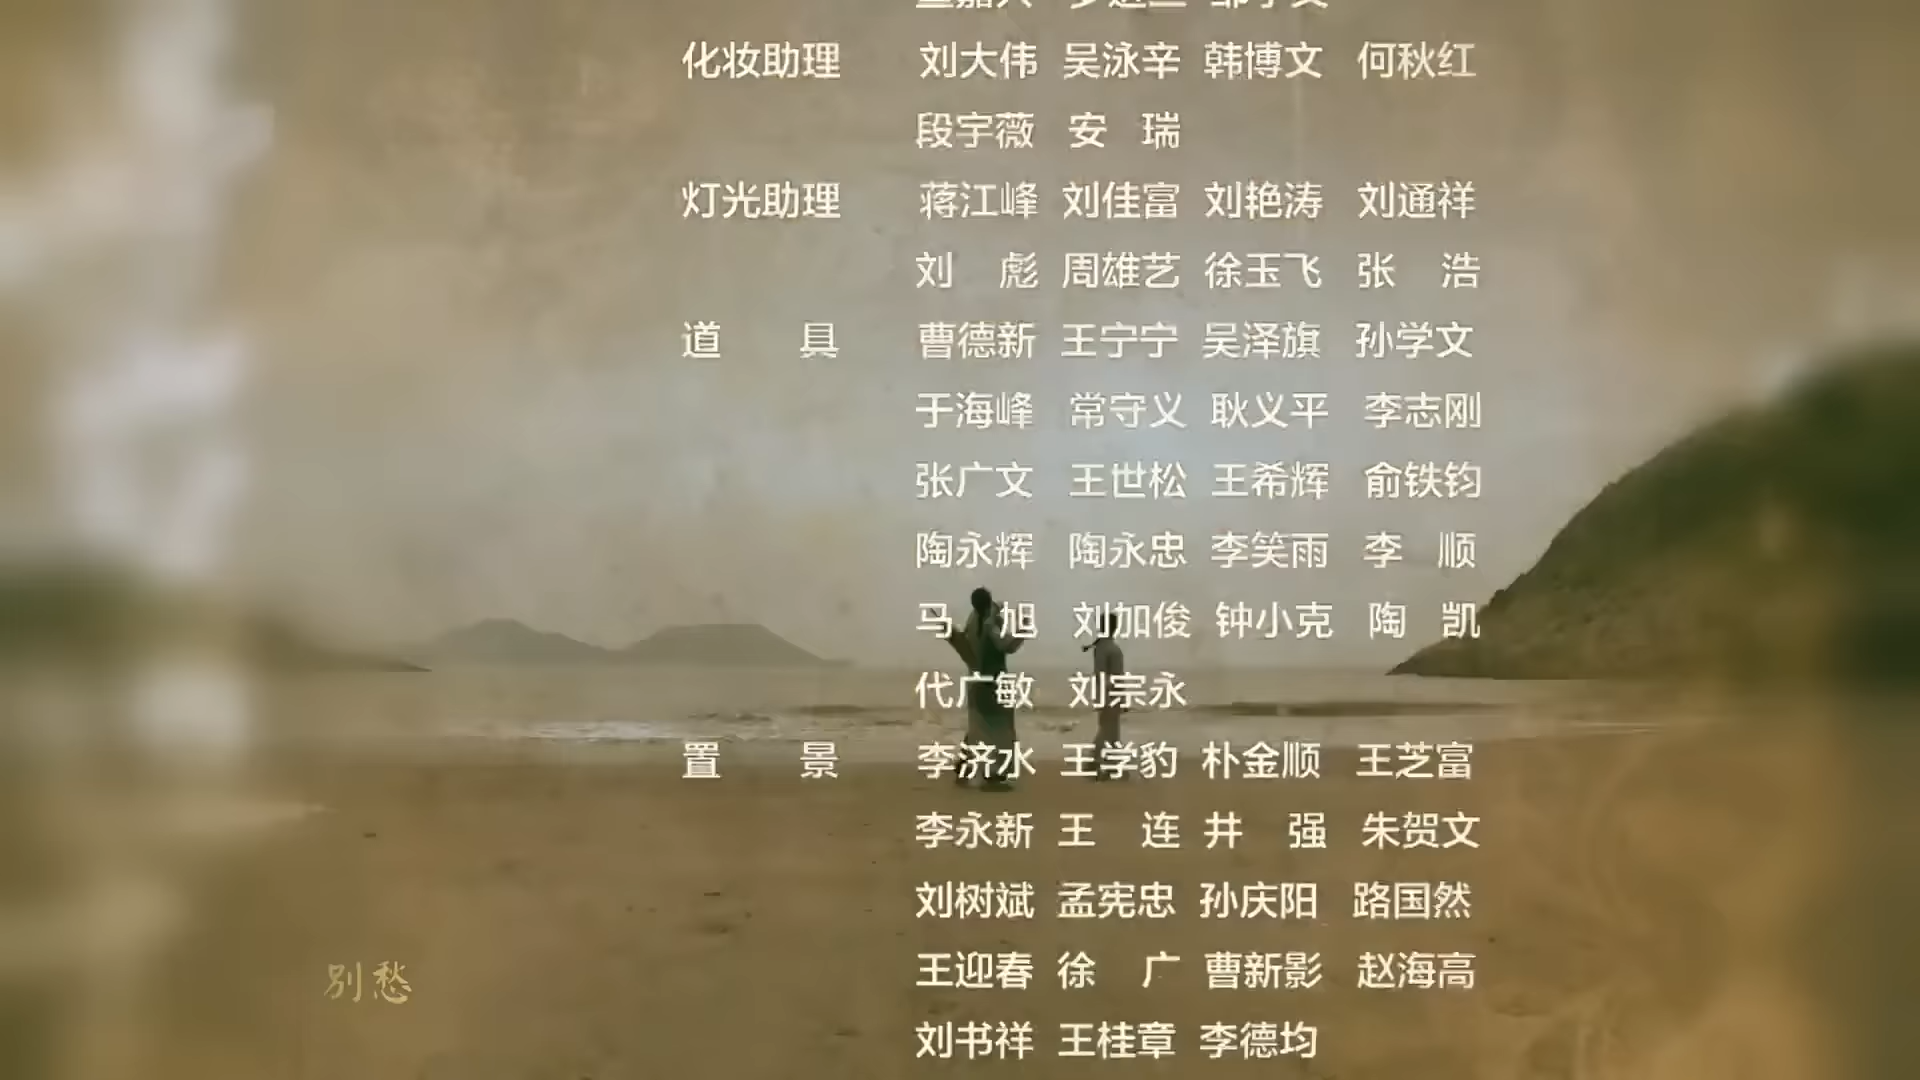 化妆助理 刘大伟 吴泳辛 韩博文 何秋红
段宇薇 安 瑞
灯光助理 蒋江峰 刘佳富 刘艳涛 刘通祥
刘 彪 周雄艺 徐玉飞 张 浩
道 具 曹德新 王宁宁 吴泽旗 孙学文
于海峰 常守义 耿义平 李志刚
张广文 王世松 王希辉 俞铁钧
陶永辉 陶永忠 李笑雨 李 顺
马 旭 刘加俊 钟小克 陶 凯
代广敏 刘宗永
置 景 李济水 王学豹 朴金顺 王芝富
李永新 王 连 井 强 朱贺文
刘树斌 孟宪忠 孙庆阳 路国然
王迎春 徐 广 曹新影 赵海高
别愁
刘书祥 王桂章 李德均